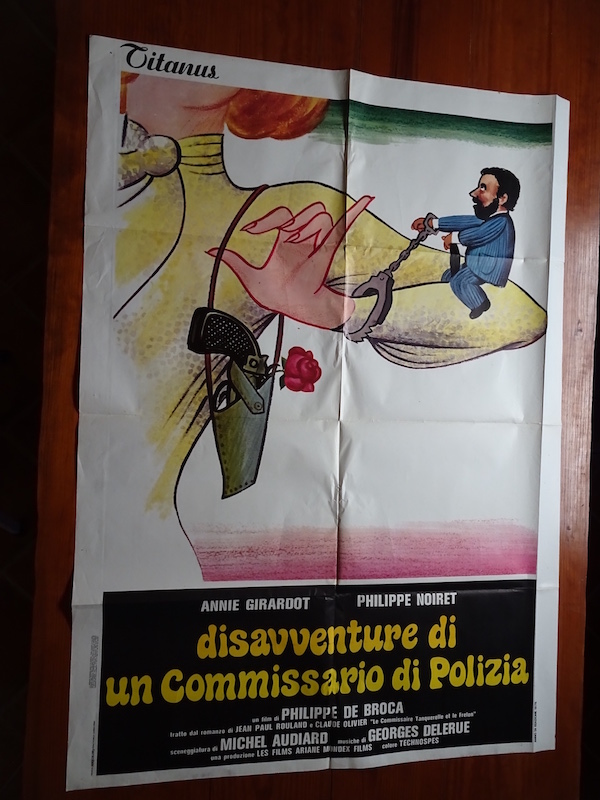 Titanus
ANNIE GIRARDOT PHILIPPE NOIRET
disavventure di
un Commissario di Polizia
un film di PHILIPPE DE BROCA
tratto dal romanzo di JEAN PAUL ROULAND e CLAUDE OLIVIER "Le Commissaire Tanquerelle et le Frelon"
sceneggiatura di MICHEL AUDIARD musiche di GEORGES DELERUE
una produzione LES FILMS ARIANE MONDEX FILMS colore TECHNOSPES